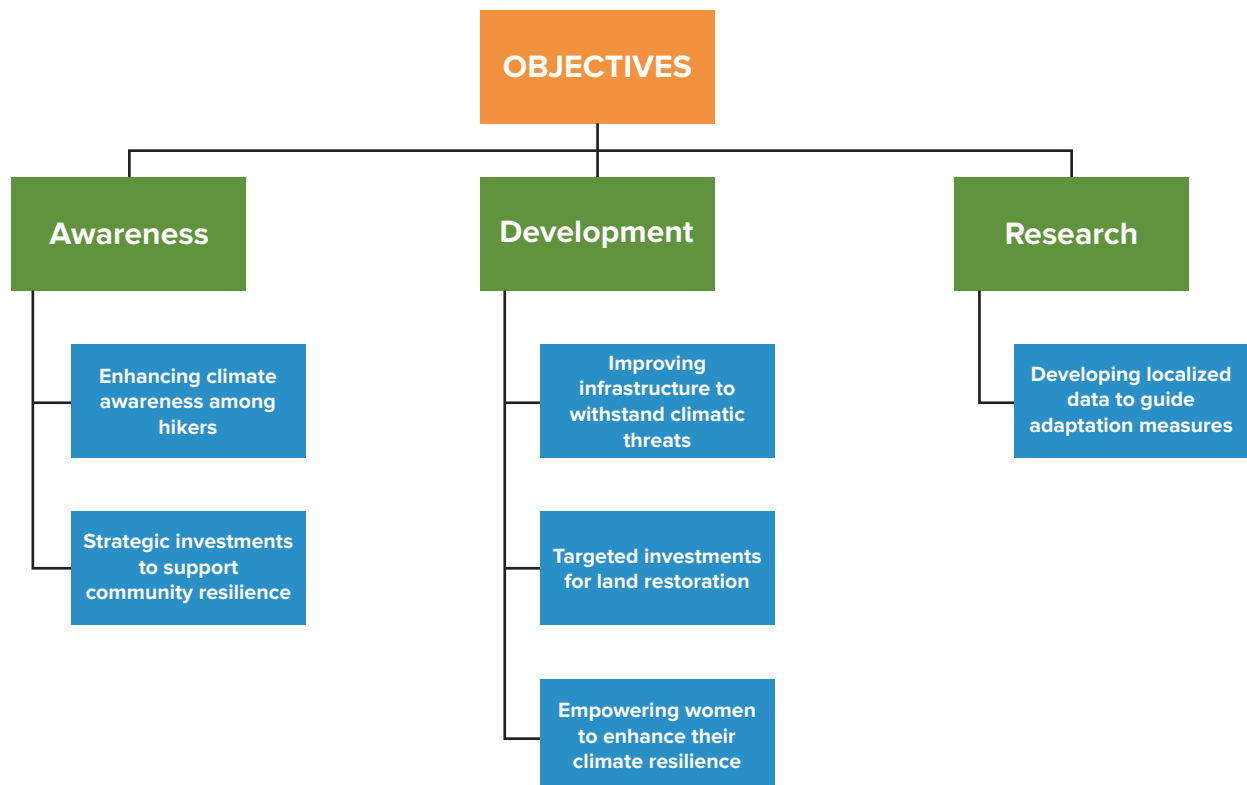 OBJECTIVES
Awareness
Enhancing climate
awareness among
hikers
Strategic investments
to support
community resilience
Development
Improving
infrastructure to
withstand climatic
threats
Targeted investments
for land restoration
Empowering women
to enhance their
climate resilience
Research
Developing localized
data to guide
adaptation measures